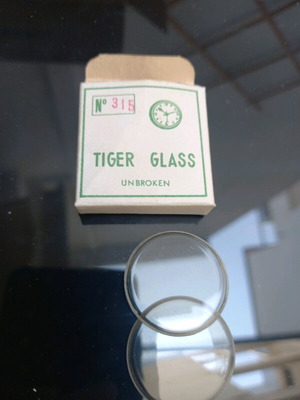 Nº 315
TIGER GLASS
UNBROKEN